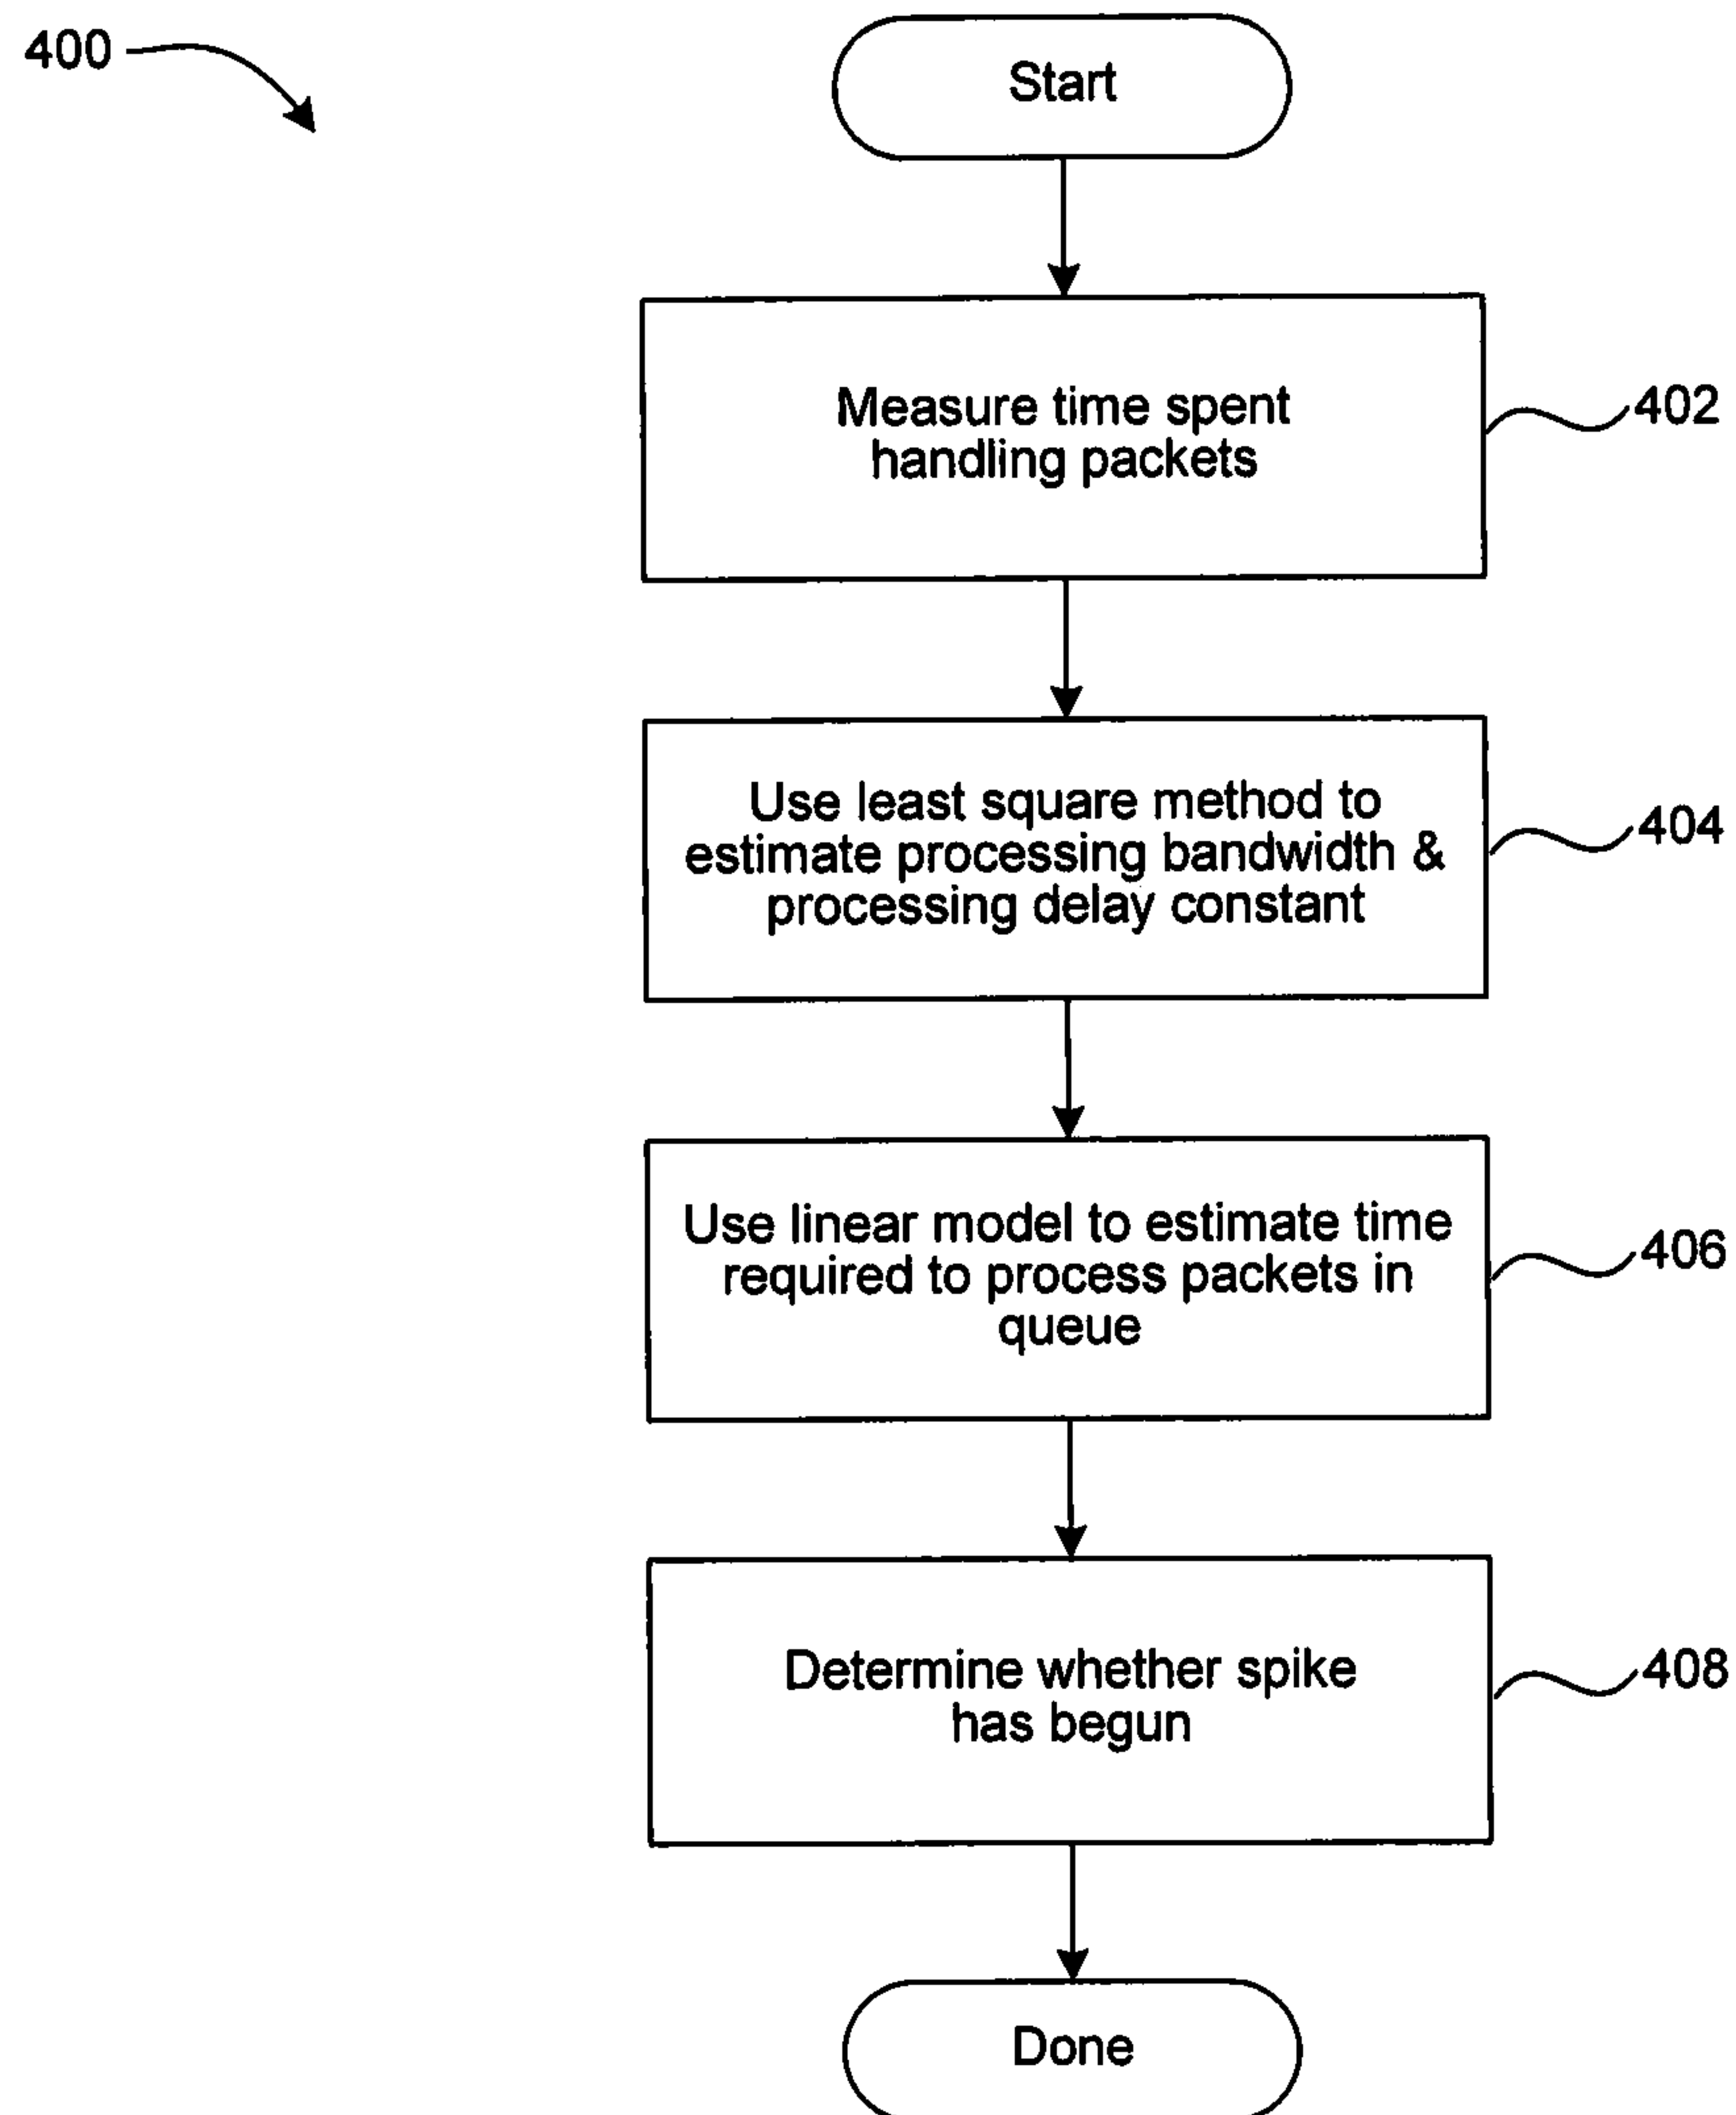 400
Start
Measure time spent
handling packets
402
Use least square method to
estimate processing bandwidth &
processing delay constant
404
Use linear model to estimate time
required to process packets in
queue
406
Determine whether spike
has begun
408
Done